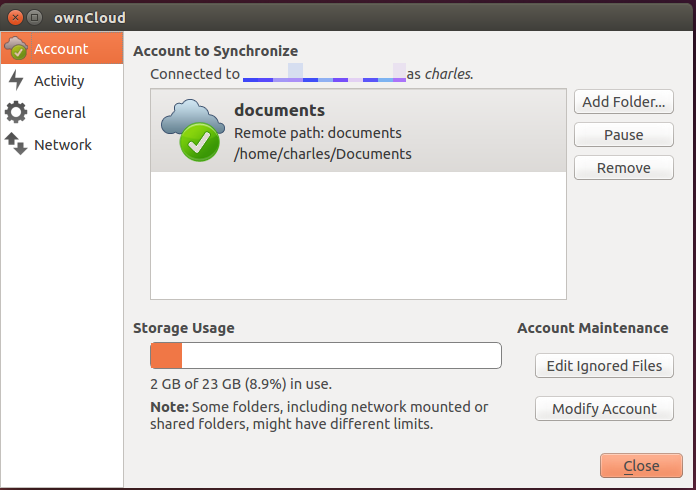 ownCloud
Account
Activity
General
Network
Account to Synchronize
Connected to as charles.
documents
Remote path: documents
/home/charles/Documents
Add Folder...
Pause
Remove
Storage Usage
2 GB of 23 GB (8.9%) in use.
Note: Some folders, including network mounted or
shared folders, might have different limits.
Account Maintenance
Edit Ignored Files
Modify Account
Close